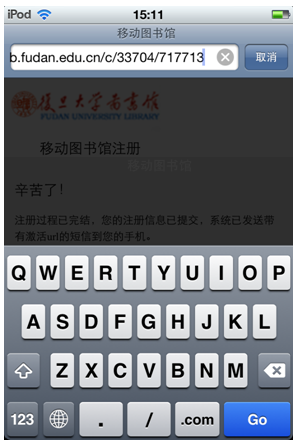 iPod 15:11
移动图书馆
b.fudan.edu.cn/c/33704/717713 取消
復旦大學圖書館
FUDAN UNIVERSITY LIBRARY
移动图书馆注册
移动图书馆
辛苦了！
注册过程已完结，您的注册信息已提交，系统已发送带
有激活url的短信到您的手机。
Q W E R T Y U I O P
A S D F G H J K L
Z X C V B N M
123 . / .com Go